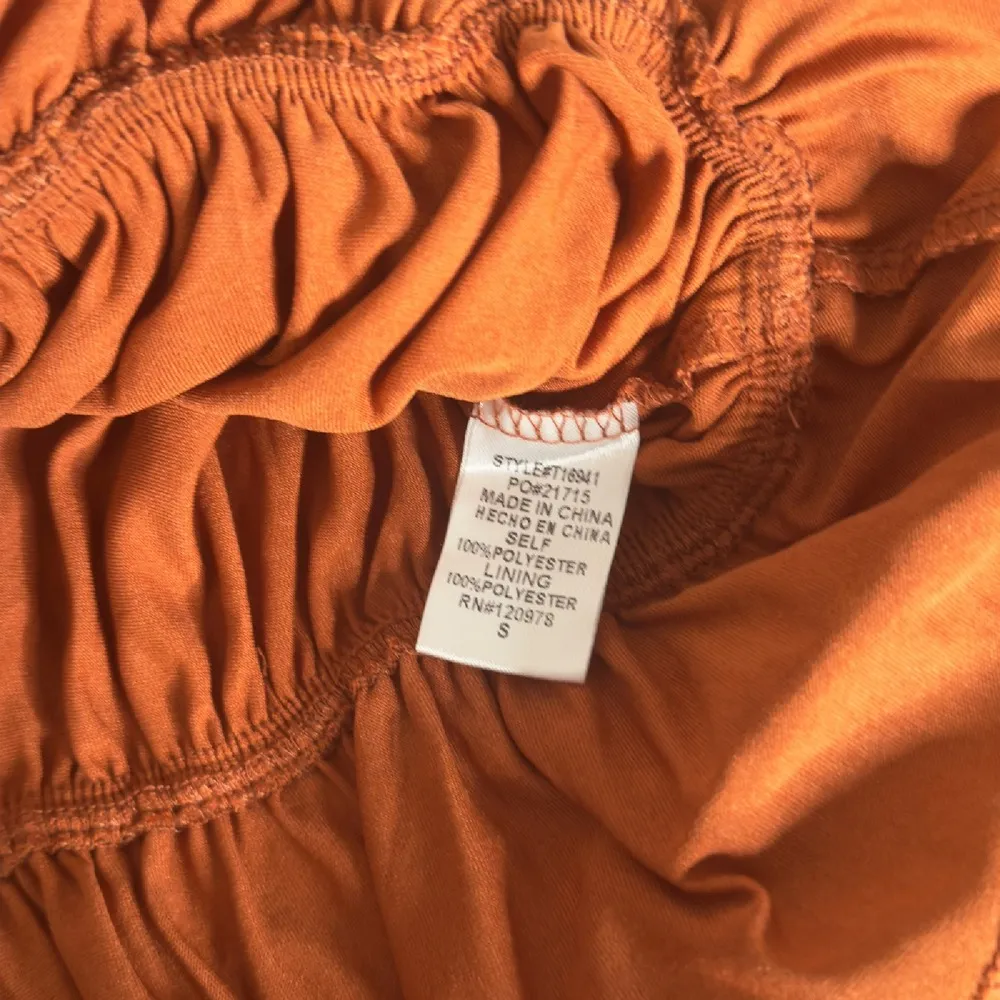 STYLE#T16941
PO#21715
MADE IN CHINA
HECHO EN CHINA
SELF
100%POLYESTER
LINING
100%POLYESTER
RN#120978
S